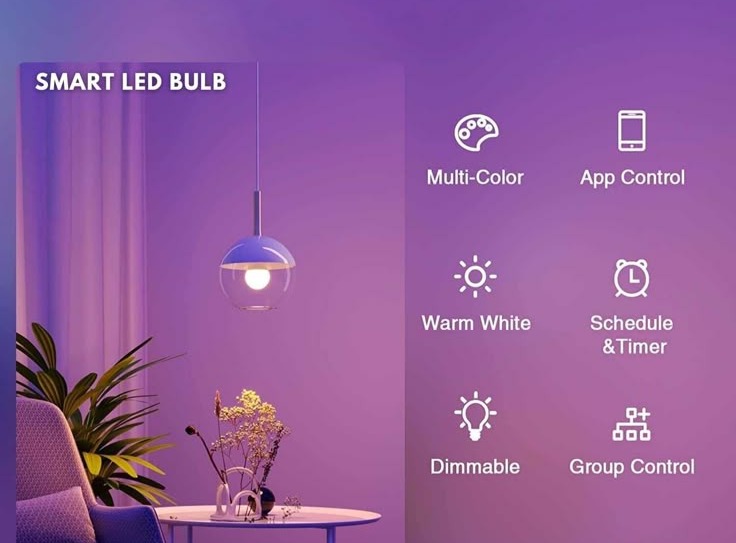 SMART LED BULB
Multi-Color
App Control
Warm White
Schedule
&Timer
Dimmable
Group Control